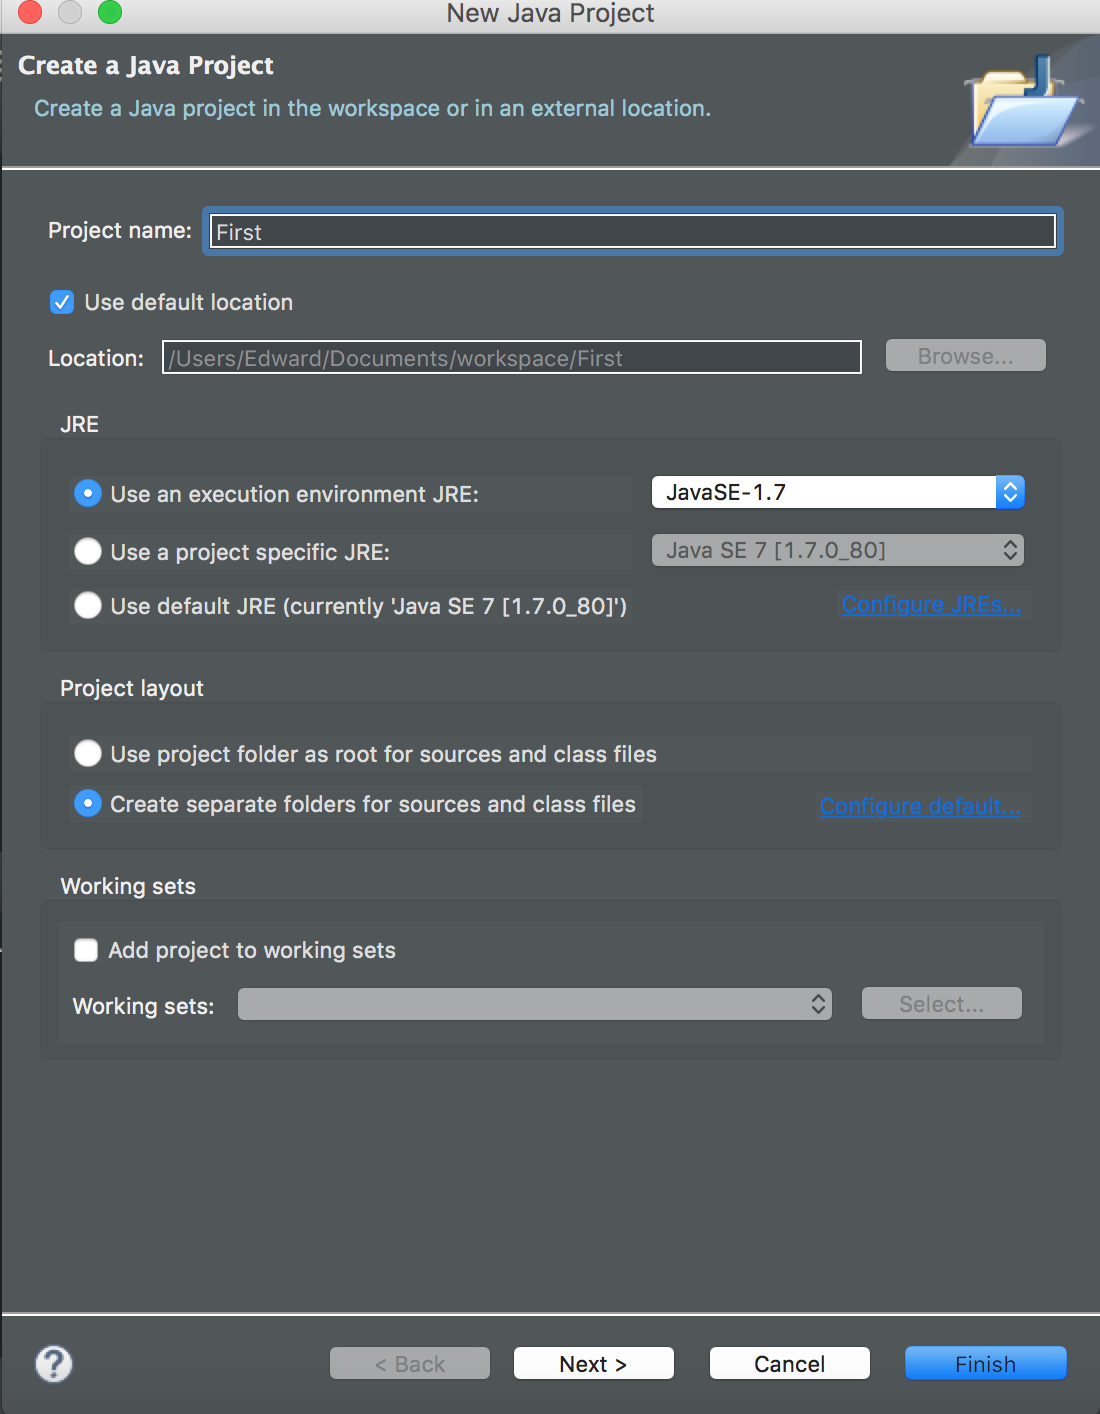 New Java Project
Create a Java Project
Create a Java project in the workspace or in an external location.
Project name: First
Use default location
Location: /Users/Edward/Documents/workspace/First Browse...
JRE
Use an execution environment JRE: JavaSE-1.7
Use a project specific JRE: Java SE 7 [1.7.0_80]
Use default JRE (currently 'Java SE 7 [1.7.0_80]') Configure JREs...
Project layout
Use project folder as root for sources and class files
Create separate folders for sources and class files Configure default...
Working sets
Add project to working sets
Working sets: Select...
? < Back Next > Cancel Finish